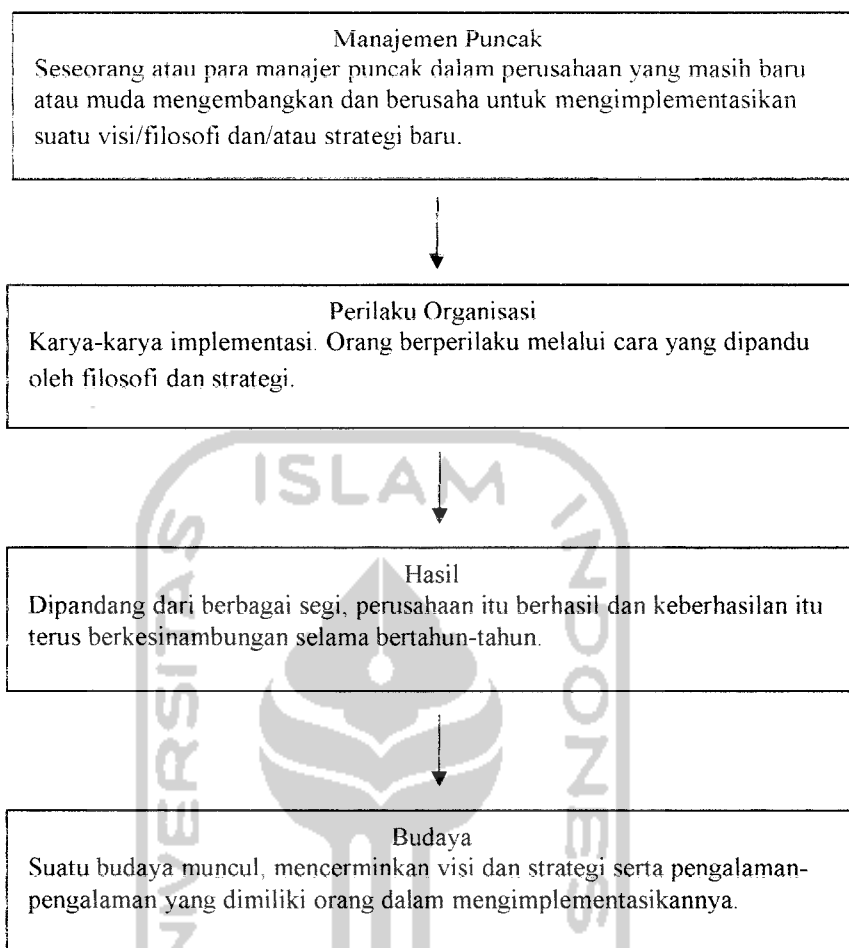 Manajemen Puncak
Seseorang atau para manajer puncak dalam perusahaan yang masih baru
atau muda mengembangkan dan berusaha untuk mengimplementasikan
suatu visi/filosofi dan/atau strategi baru.
Perilaku Organisasi
Karya-karya implementasi. Orang berperilaku melalui cara yang dipandu
oleh filosofi dan strategi.
ISLAM
Hasil
Dipandang dari berbagai segi, perusahaan itu berhasil dan keberhasilan itu
terus berkesinambungan selama bertahun-tahun.
Budaya
Suatu budaya muncul, mencerminkan visi dan strategi serta pengalaman-
pengalaman yang dimiliki orang dalam mengimplementasikannya.
NIVERSITAS
INDONES